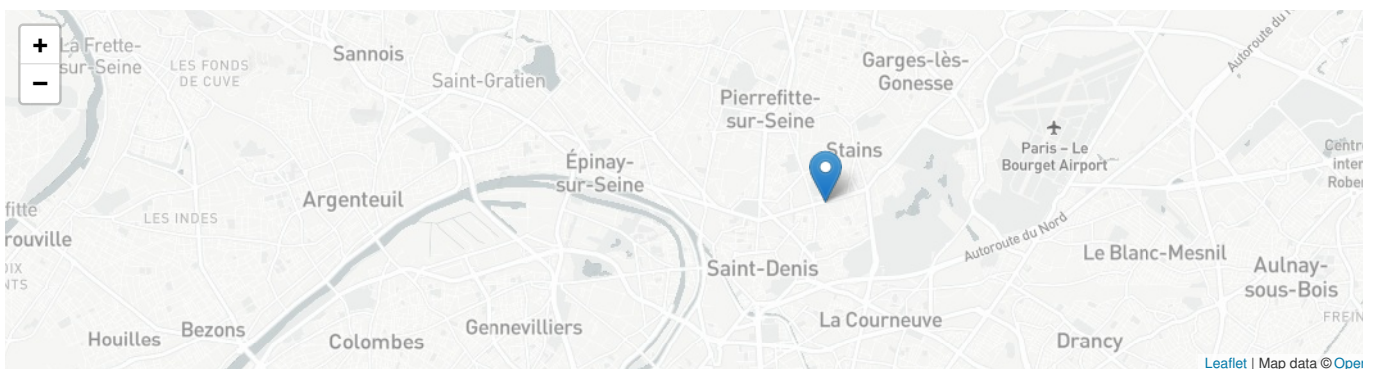 +
−
La Frette-
sur-Seine
LES FONDS
DE CUVE
Sannois
Saint-Gratien
Garges-lès-
Gonesse
Pierrefitte-
sur-Seine
Stains
Paris – Le
Bourget Airport
Autoroute du
Épinay-
sur-Seine
Argenteuil
LES INDES
rouville
Autoroute du Nord
Saint-Denis
Le Blanc-Mesnil
Aulnay-
sous-Bois
Houilles
Bezons
Colombes
Gennevilliers
La Courneuve
Drancy
Leaflet | Map data ©